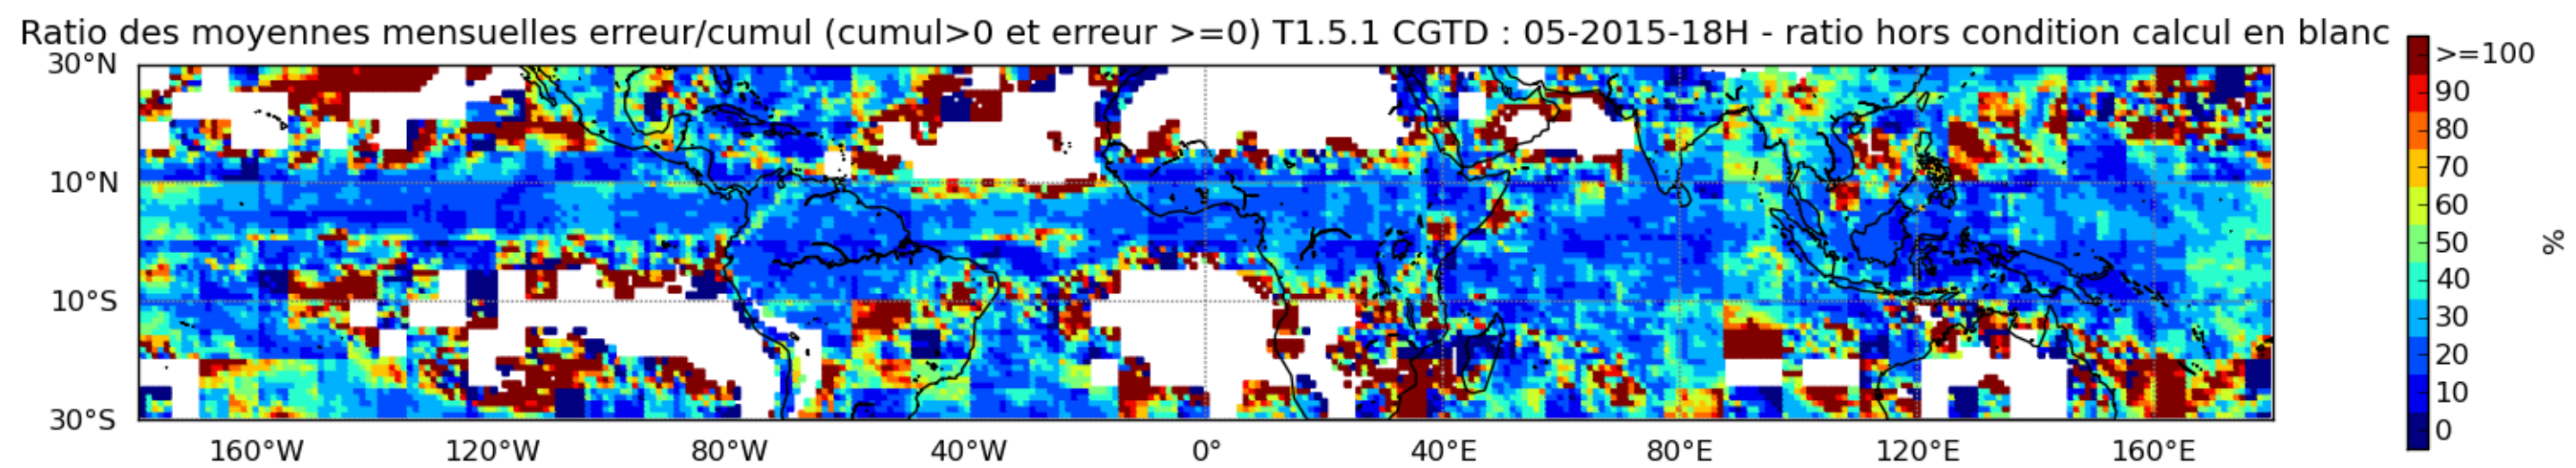 Ratio des moyennes mensuelles erreur/cumul (cumul>0 et erreur >=0) T1.5.1 CGTD : 05-2015-18H - ratio hors condition calcul en blanc
30°N
10°N
10°S
30°S
160°W 120°W 80°W 40°W 0° 40°E 80°E 120°E 160°E
>=100
90
80
70
60
50
40
30
20
10
0
%